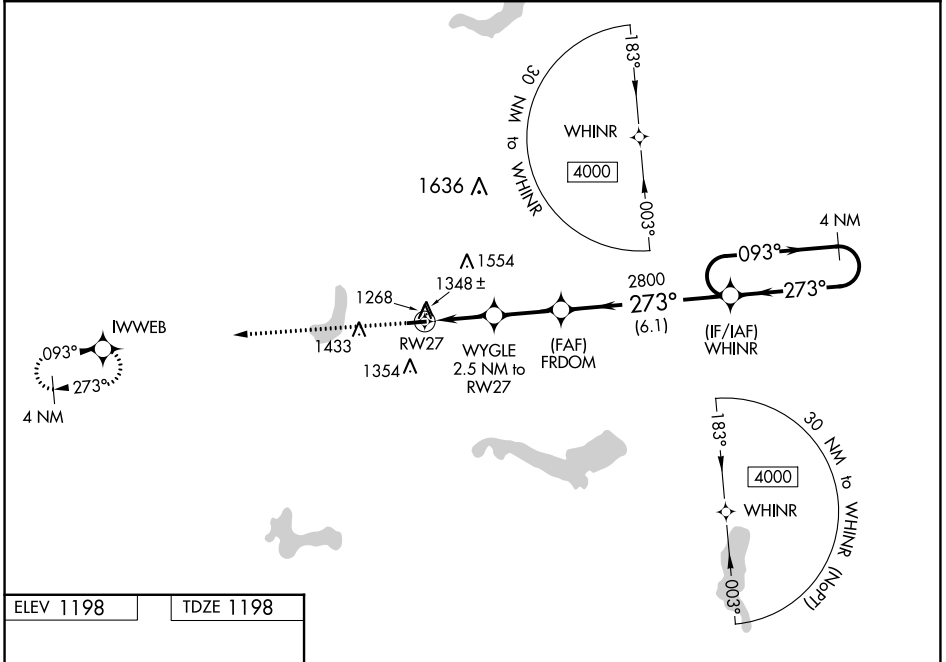 183°
30 NM to WHINR
WHINR
4000
003°
1636
4 NM
093°
1554
1348 ±
1268
2800
273°
273°
(6.1)
IWWEB
093°
273°
4 NM
1433
RW27
1354
WYGLE
2.5 NM to
RW27
(FAF)
FRDOM
(IF/IAF)
WHINR
183°
30 NM to WHINR (NoPT)
4000
WHINR
003°
ELEV 1198
TDZE 1198